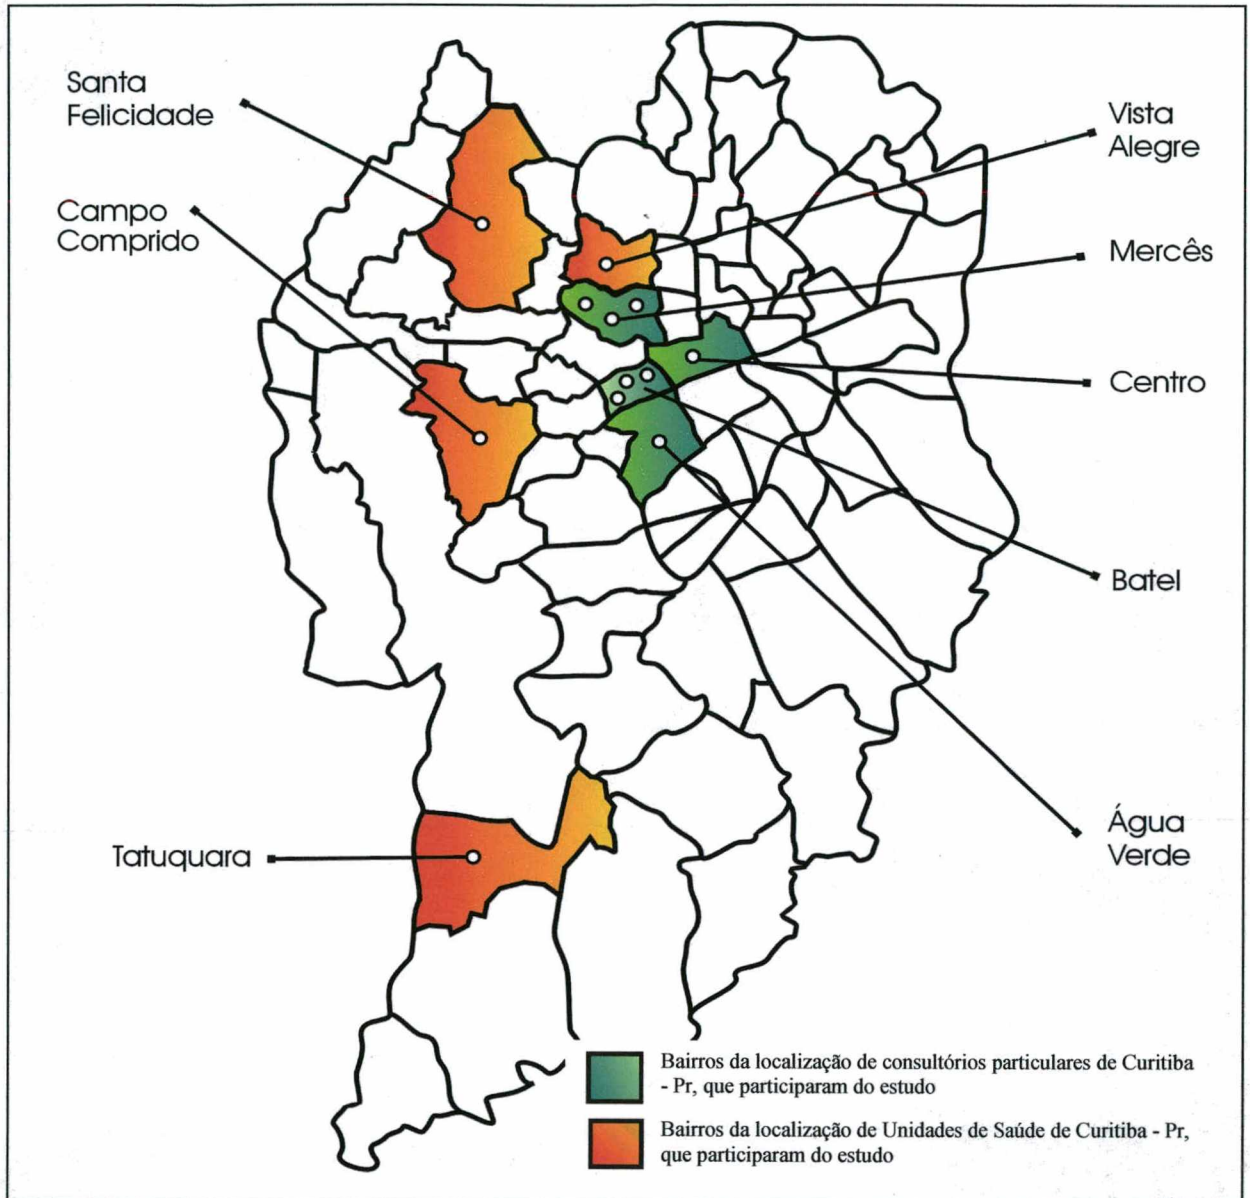 Santa
Felicidade
Vista
Alegre
Campo
Comprido
Mercês
Centro
Batel
Água
Verde
Tatuquara
Bairros da localização de consultórios particulares de Curitiba
- Pr, que participaram do estudo
Bairros da localização de Unidades de Saúde de Curitiba - Pr,
que participaram do estudo